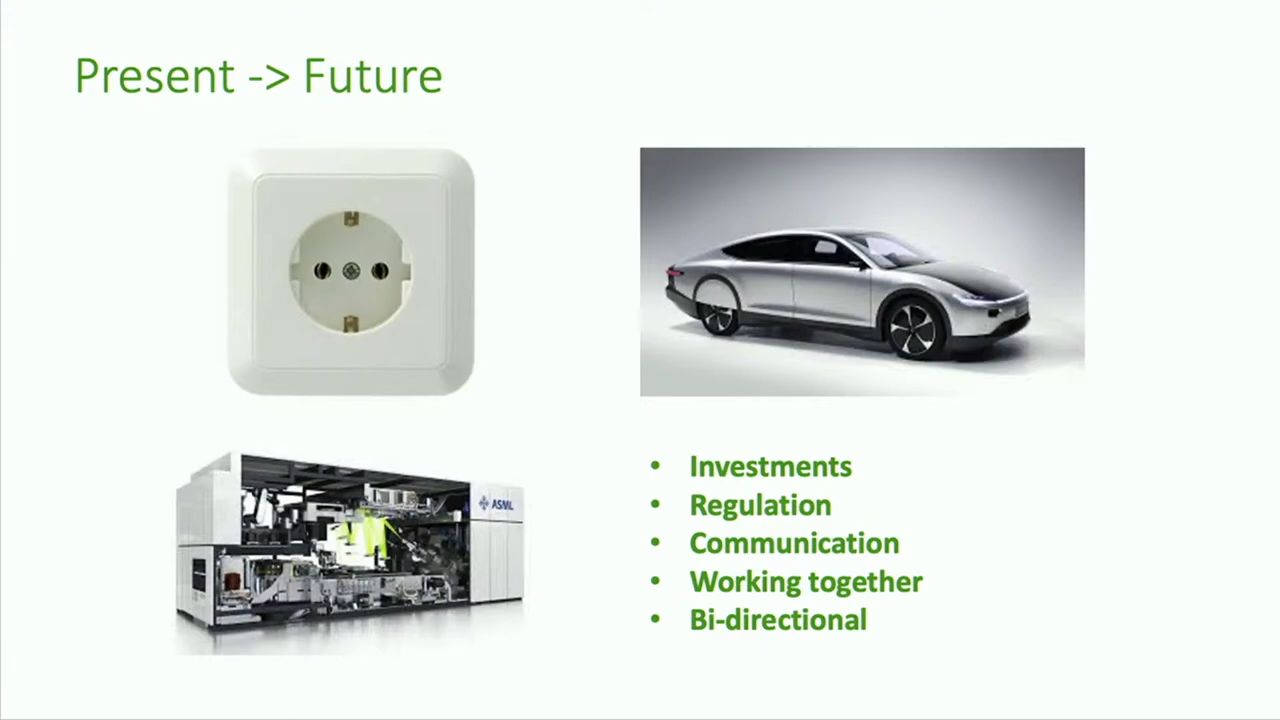 Present -> Future
ASML
Investments
Regulation
Communication
Working together
Bi-directional